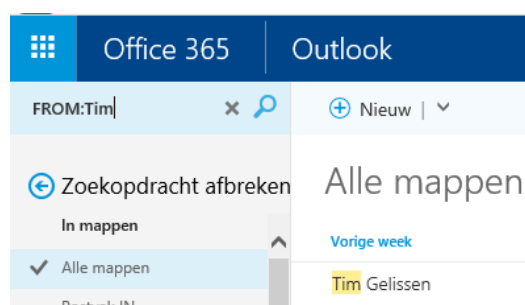 Office 365 Outlook
FROM:Tim
Nieuw
Zoekopdracht afbreken
Alle mappen
In mappen
Vorige week
Alle mappen
Tim Gelissen